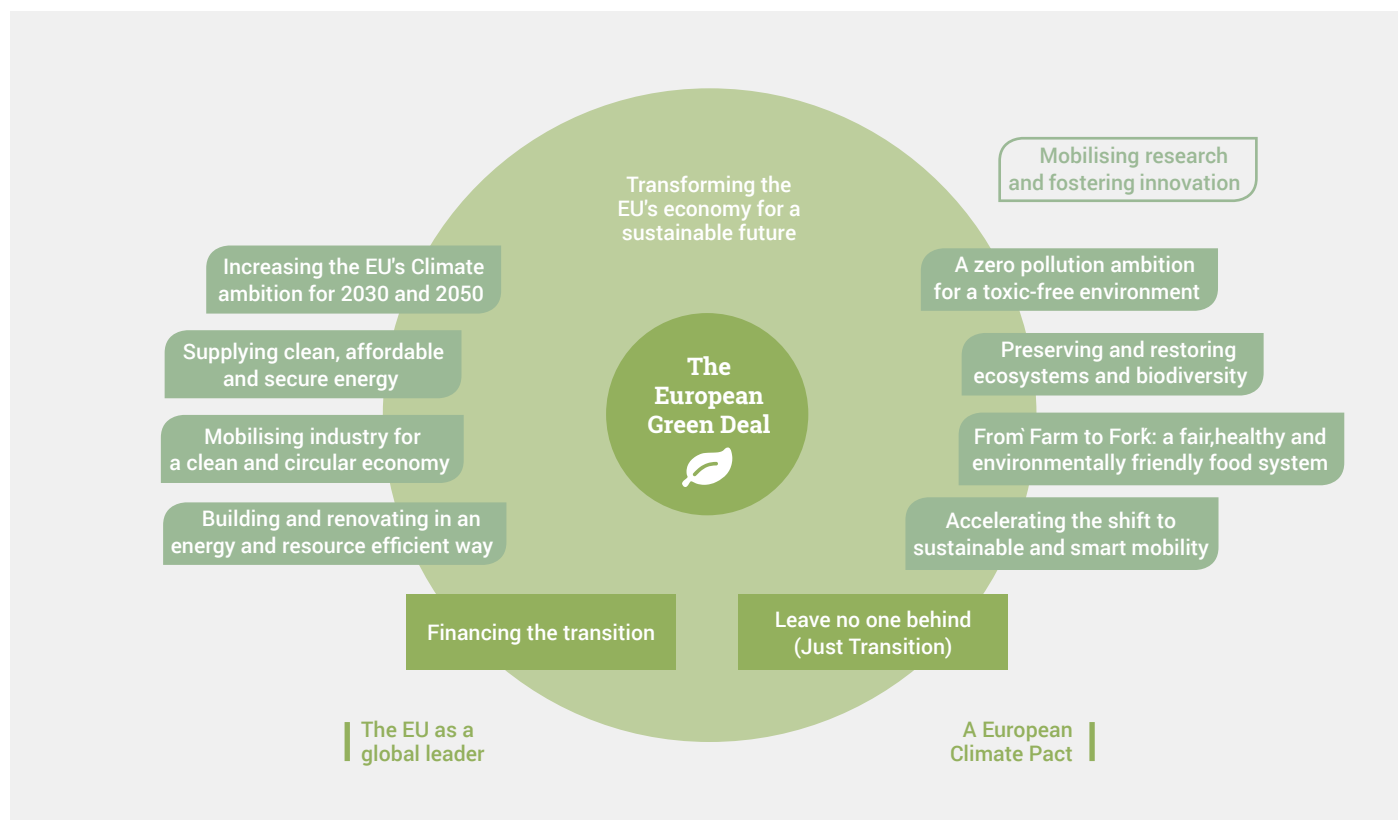 Mobilising research
and fostering innovation
Transforming the
EU's economy for a
sustainable future
Increasing the EU's Climate
ambition for 2030 and 2050
Supplying clean, affordable
and secure energy
Mobilising industry for
a clean and circular economy
Building and renovating in an
energy and resource efficient way
The
European
Green Deal
A zero pollution ambition
for a toxic-free environment
Preserving and restoring
ecosystems and biodiversity
From` Farm to Fork`: a fair,healthy and
environmentally friendly food system
Accelerating the shift to
sustainable and smart mobility
Financing the transition
Leave no one behind
(Just Transition)
The EU as a
global leader
A European
Climate Pact